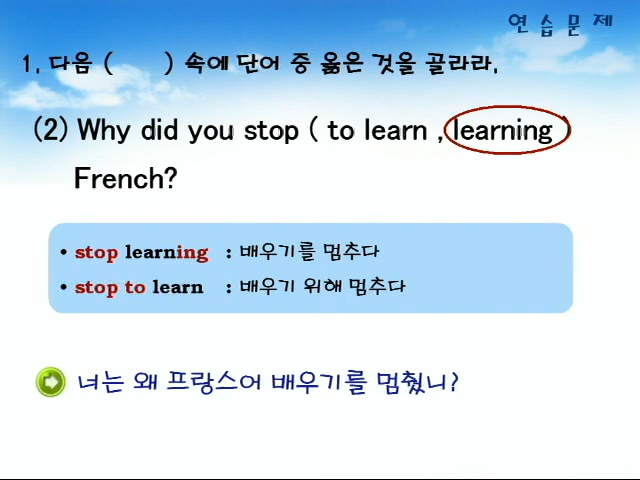 연습문제
1. 다음 (    ) 속에 단어 중 옳은 것을 골라라.
(2) Why did you stop ( to learn , learning )
French?
• stop learning : 배우기를 멈추다
• stop to learn : 배우기 위해 멈추다
너는 왜 프랑스어 배우기를 멈췄니?